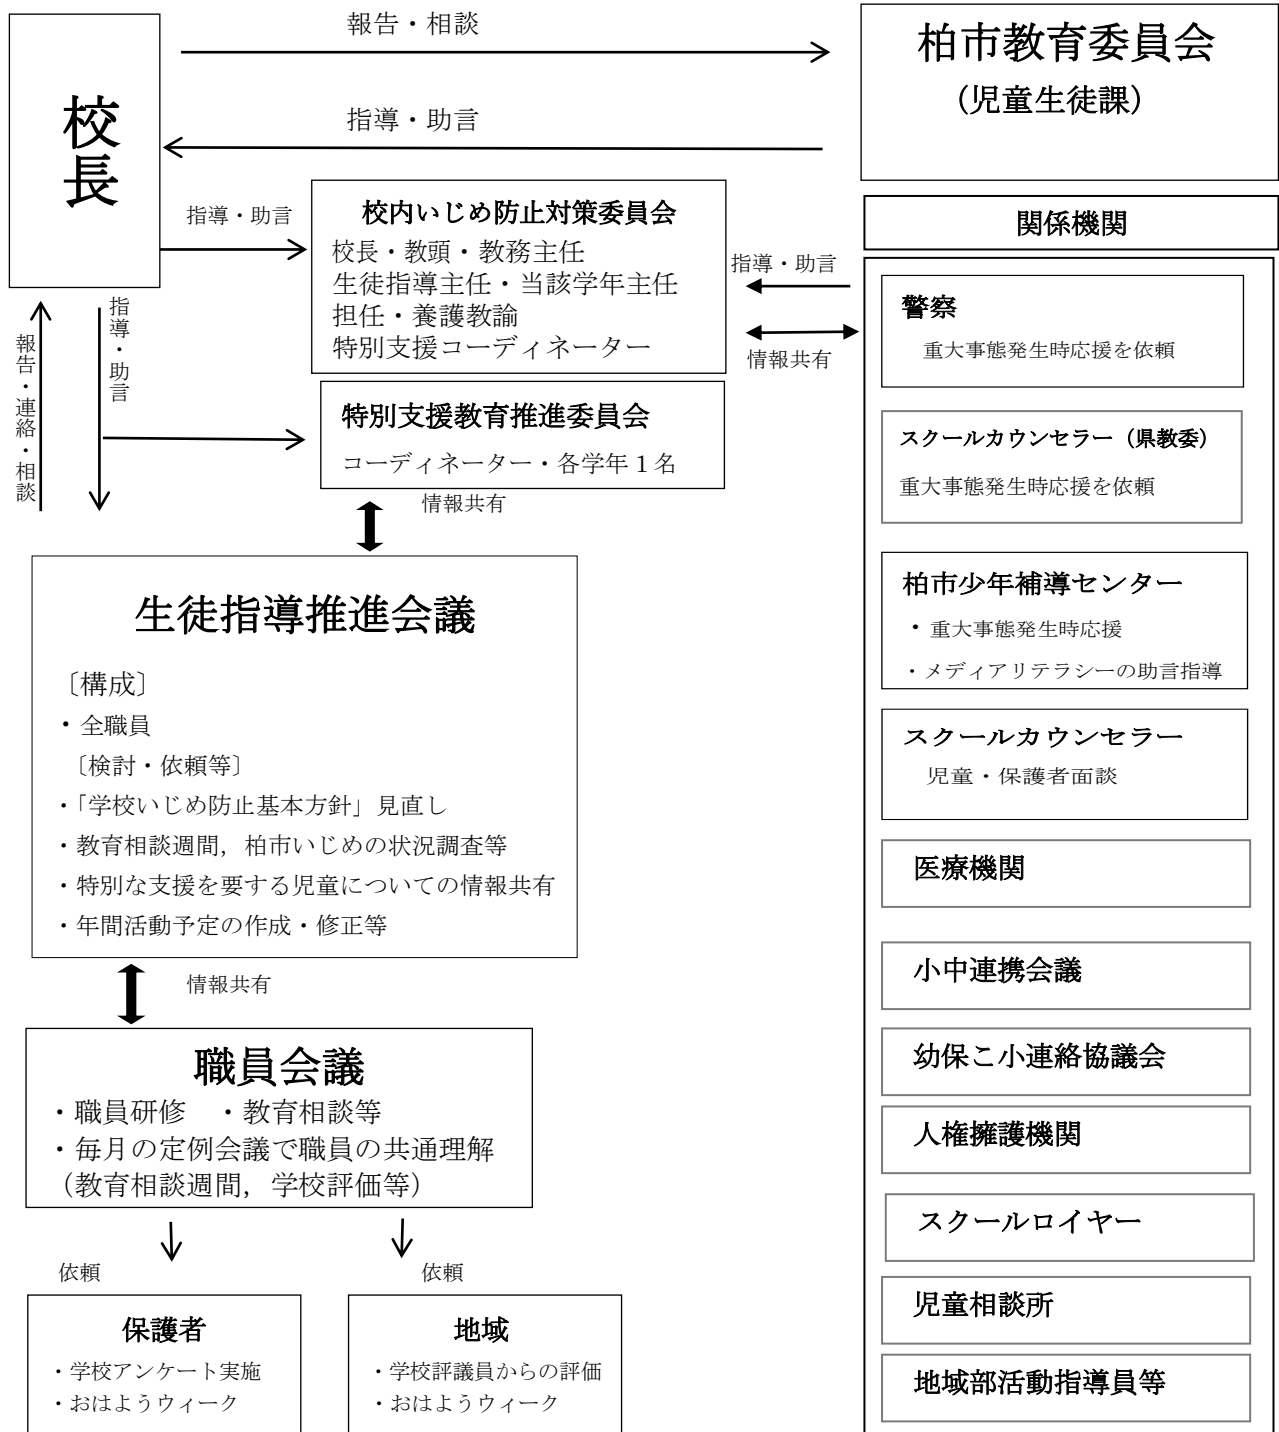 校長
報告・相談
指導・助言
柏市教育委員会
（児童生徒課）
指導・助言
校内いじめ防止対策委員会
校長・教頭・教務主任
生徒指導主任・当該学年主任
担任・養護教諭
特別支援コーディネーター
指導・助言
情報共有
報告・連絡・相談
指導・助言
特別支援教育推進委員会
コーディネーター・各学年１名
情報共有
生徒指導推進会議
〔構成〕
・全職員
〔検討・依頼等〕
・「学校いじめ防止基本方針」見直し
・教育相談週間，柏市いじめの状況調査等
・特別な支援を要する児童についての情報共有
・年間活動予定の作成・修正等
情報共有
職員会議
・職員研修　・教育相談等
・毎月の定例会議で職員の共通理解
（教育相談週間，学校評価等）
依頼
依頼
保護者
・学校アンケート実施
・おはようウィーク
地域
・学校評議員からの評価
・おはようウィーク
関係機関
警察
重大事態発生時応援を依頼
スクールカウンセラー（県教委）
重大事態発生時応援を依頼
柏市少年補導センター
・重大事態発生時応援
・メディアリテラシーの助言指導
スクールカウンセラー
児童・保護者面談
医療機関
小中連携会議
幼保こ小連絡協議会
人権擁護機関
スクールロイヤー
児童相談所
地域部活動指導員等